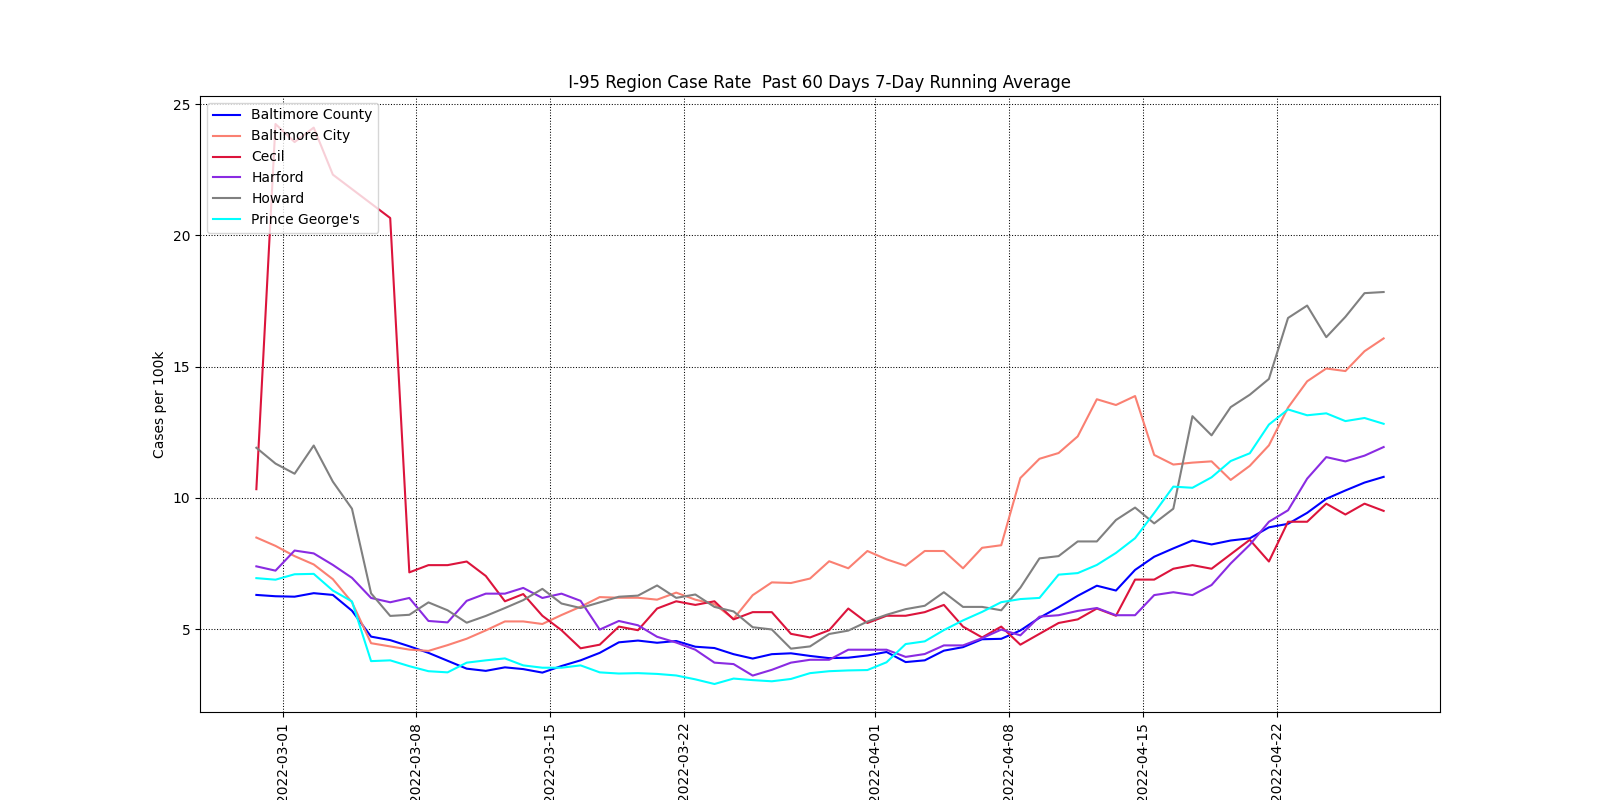 I-95 Region Case Rate  Past 60 Days 7-Day Running Average
Baltimore County
Baltimore City
Cecil
Harford
Howard
Prince George's
Cases per 100k
25
20
15
10
5
2022-03-01
2022-03-08
2022-03-15
2022-03-22
2022-04-01
2022-04-08
2022-04-15
2022-04-22